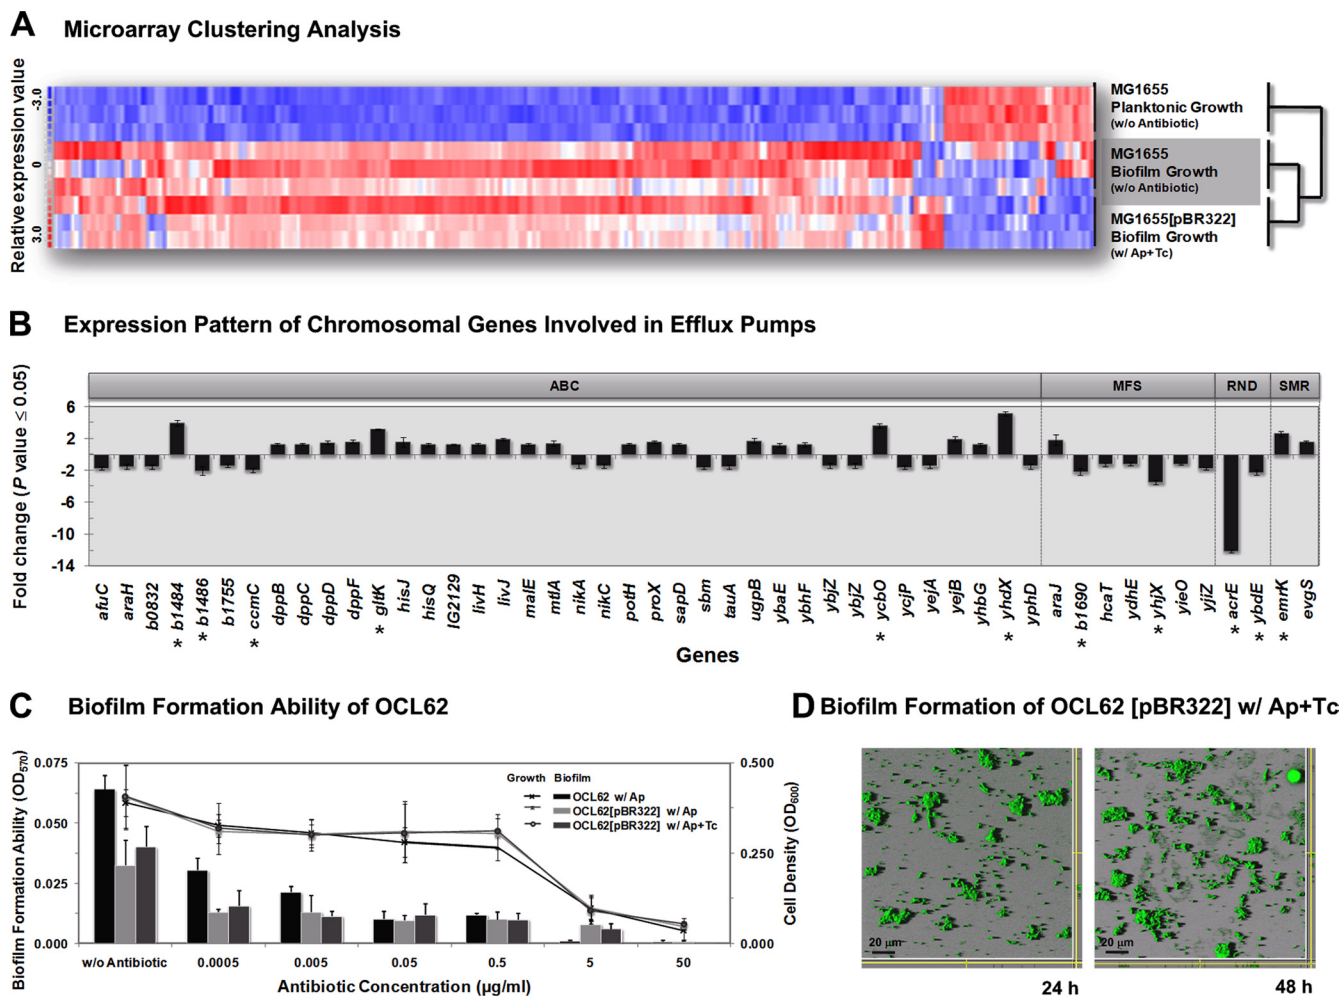 A Microarray Clustering Analysis
Relative expression value
-3.0
0
3.0
MG1655
Planktonic Growth
(w/o Antibiotic)
MG1655
Biofilm Growth
(w/o Antibiotic)
MG1655[pBR322]
Biofilm Growth
(w/ Ap+Tc)
B Expression Pattern of Chromosomal Genes Involved in Efflux Pumps
Fold change (P value ≤ 0.05)
ABC MFS RND SMR
6
2
-2
-6
-10
-14
afuC
araH
b0832
* b1484
* b1486
b1755
* ccmC
dppB
dppC
dppD
dppF
* gltK
hisJ
hisQ
IG2129
livH
livJ
malE
mtlA
nikA
nikC
potH
proX
sapD
sbm
tauA
ugpB
ybaE
ybhF
ybjZ
ybjZ
* ycbO
ycjP
yejA
yejB
yhbG
* yhdX
yphD
araJ
* b1690
hcaT
ydhE
* yhjX
yieO
yjiZ
* acrE
* ybdE
* emrK
evgS
Genes
C Biofilm Formation Ability of OCL62
Biofilm Formation Ability (OD570)
0.075
0.050
0.025
0.000
Growth Biofilm
OCL62 w/ Ap
OCL62[pBR322] w/ Ap
OCL62[pBR322] w/ Ap+Tc
0.500
0.250
0.000
Cell Density (OD600)
w/o Antibiotic 0.0005 0.005 0.05 0.5 5 50
Antibiotic Concentration (µg/ml)
D Biofilm Formation of OCL62 [pBR322] w/ Ap+Tc
20 µm
20 µm
24 h
48 h